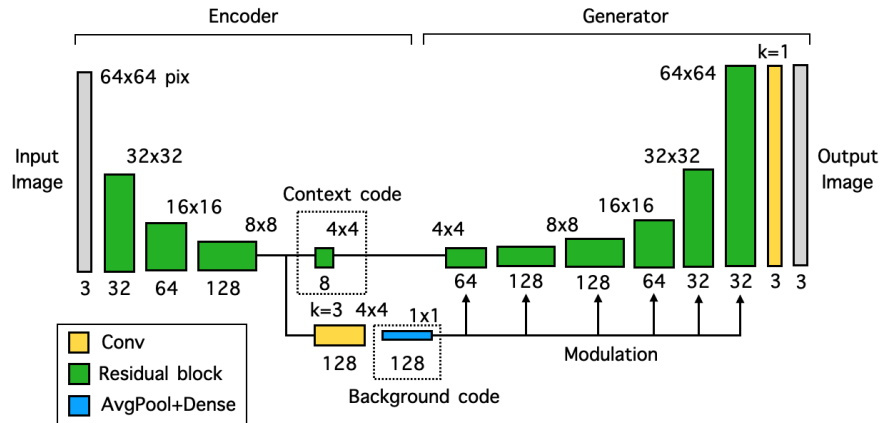 Encoder
Generator
k=1
64x64 pix
64x64
Input
Image
32x32
32x32
Output
Image
16x16
Context code
16x16
8x8
4x4
4x4
8x8
3
32
64
128
8
64
128
128
64
32
32
3
3
k=3
4x4
1x1
128
128
Modulation
Background code
Conv
Residual block
AvgPool+Dense